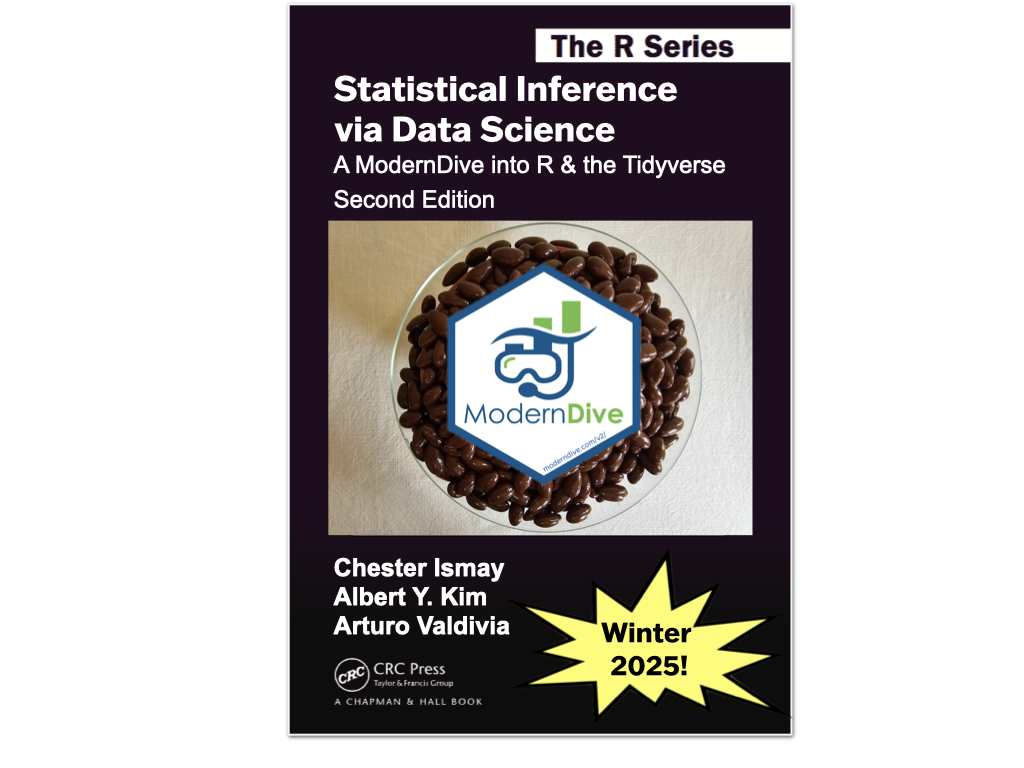 The R Series
Statistical Inference
via Data Science
A ModernDive into R & the Tidyverse
Second Edition
ModernDive
moderndive.com/v2/
Chester Ismay
Albert Y. Kim
Arturo Valdivia
Winter
2025!
CRC
CRC Press
Taylor & Francis Group
A CHAPMAN & HALL BOOK